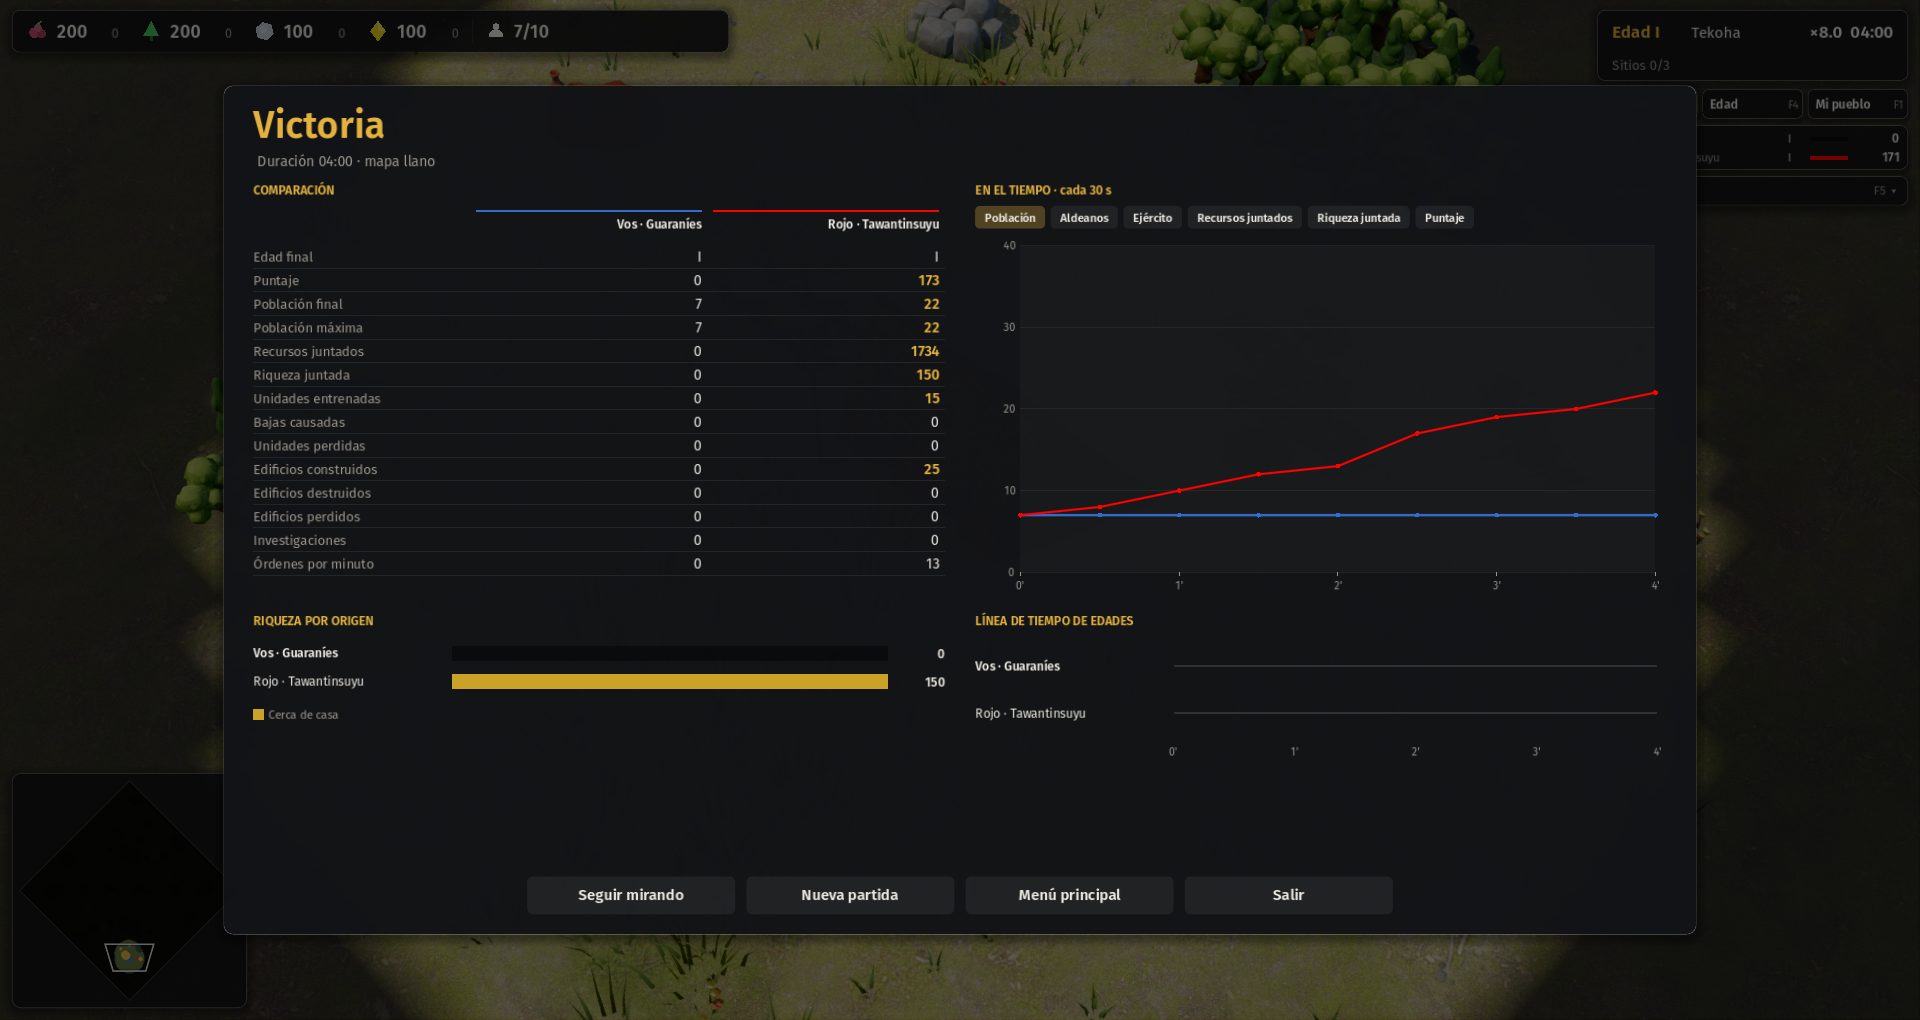 200 0 200 0 100 0 100 0 7/10
Edad I Tekoha ×8.0 04:00
Sitios 0/3
Edad F4 Mi pueblo F1
I 0
suyu I 171
F5
Victoria
Duración 04:00 · mapa llano
COMPARACIÓN
Vos · Guaraníes Rojo · Tawantinsuyu
Edad final I I
Puntaje 0 173
Población final 7 22
Población máxima 7 22
Recursos juntados 0 1734
Riqueza juntada 0 150
Unidades entrenadas 0 15
Bajas causadas 0 0
Unidades perdidas 0 0
Edificios construidos 0 25
Edificios destruidos 0 0
Edificios perdidos 0 0
Investigaciones 0 0
Órdenes por minuto 0 13
EN EL TIEMPO · cada 30 s
Población Aldeanos Ejército Recursos juntados Riqueza juntada Puntaje
40
30
20
10
0
0' 1' 2' 3' 4'
RIQUEZA POR ORIGEN
Vos · Guaraníes 0
Rojo · Tawantinsuyu 150
Cerca de casa
LÍNEA DE TIEMPO DE EDADES
Vos · Guaraníes
Rojo · Tawantinsuyu
0' 1' 2' 3' 4'
Seguir mirando Nueva partida Menú principal Salir